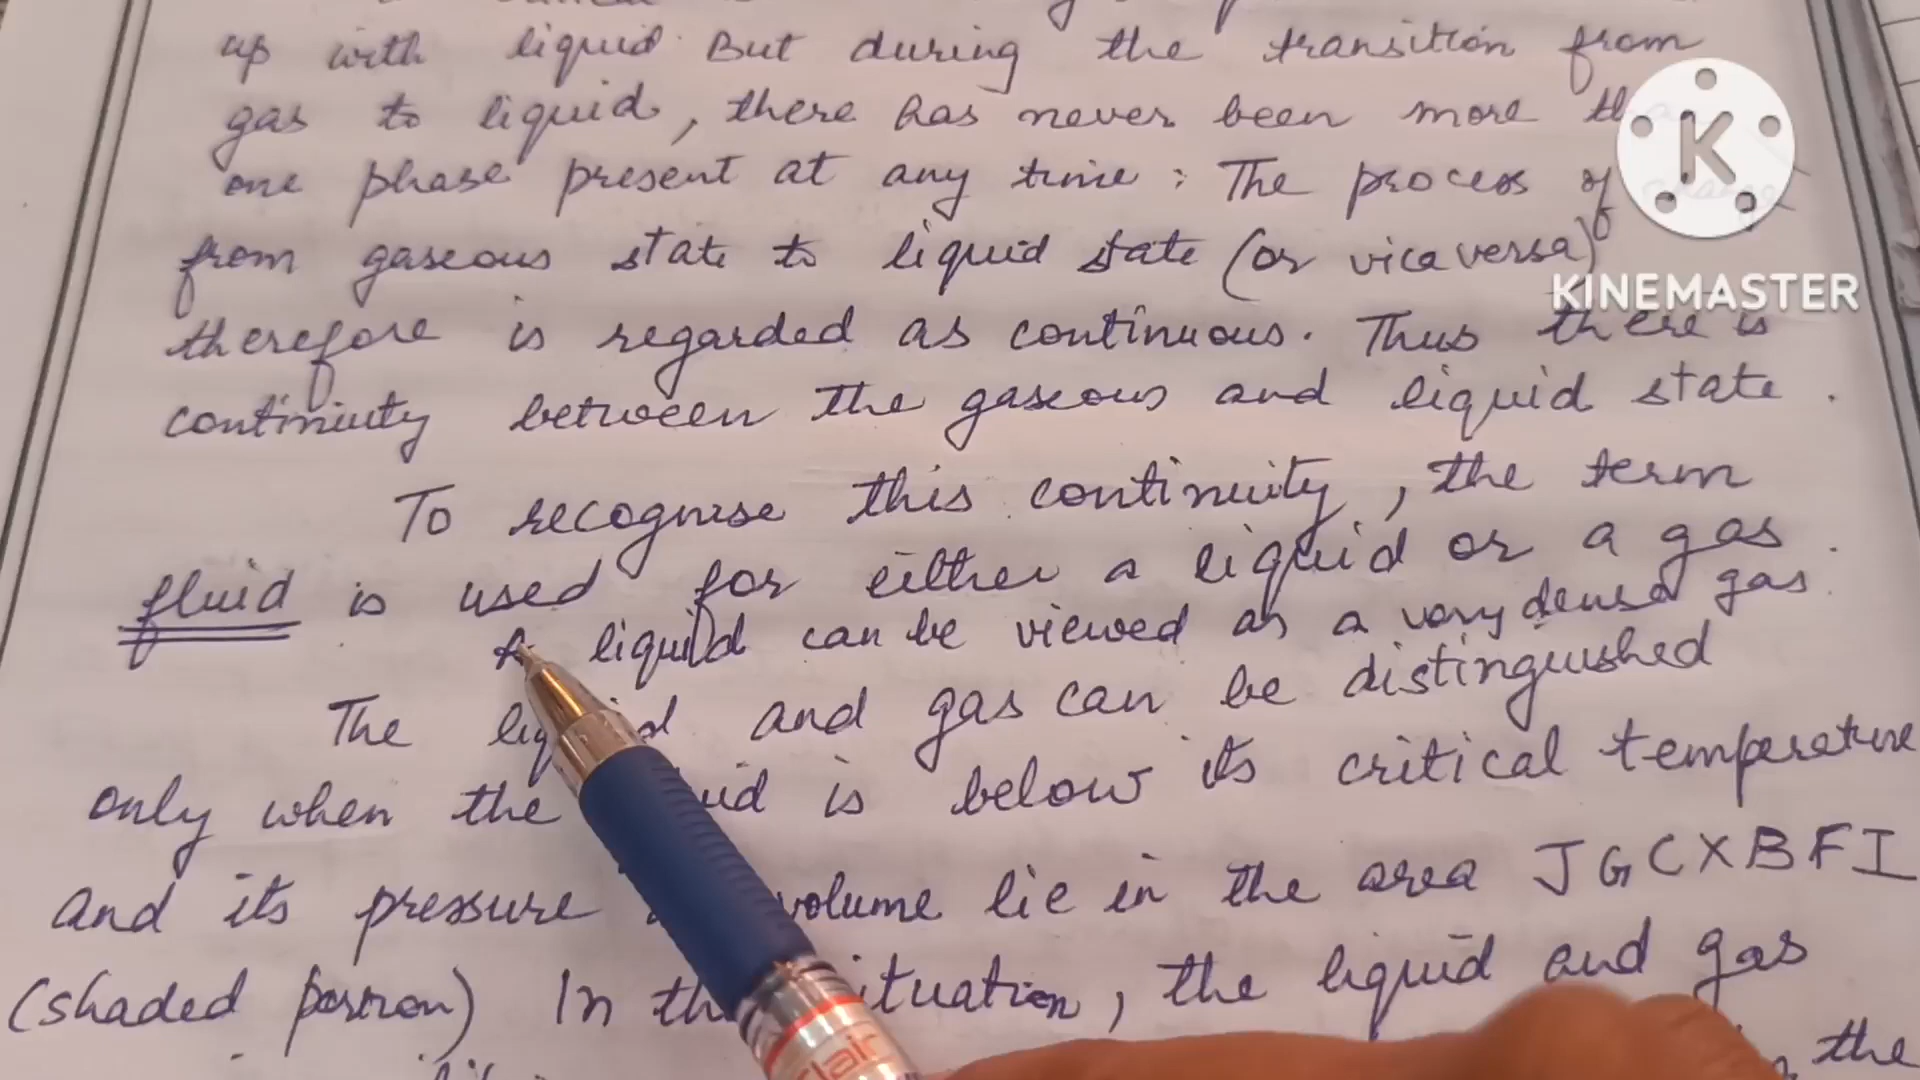 up with liquid. But during the transition from
gas to liquid, there has never been more
one phase present at any time : The process of
from gaseous state to liquid state (or vica versa)
KINEMASTER
therefore is regarded as continuous. Thus there is
continuity between the gaseous and liquid state.
To recognise this continuity, the term
fluid is used for either a liquid or a gas.
A liquid can be viewed as a very dense gas
The and gas can be distinguished
only when the is below its critical temperature
and its pressure volume lie in the area JGCXBFI
(shaded portion) In the liquid and gas
the